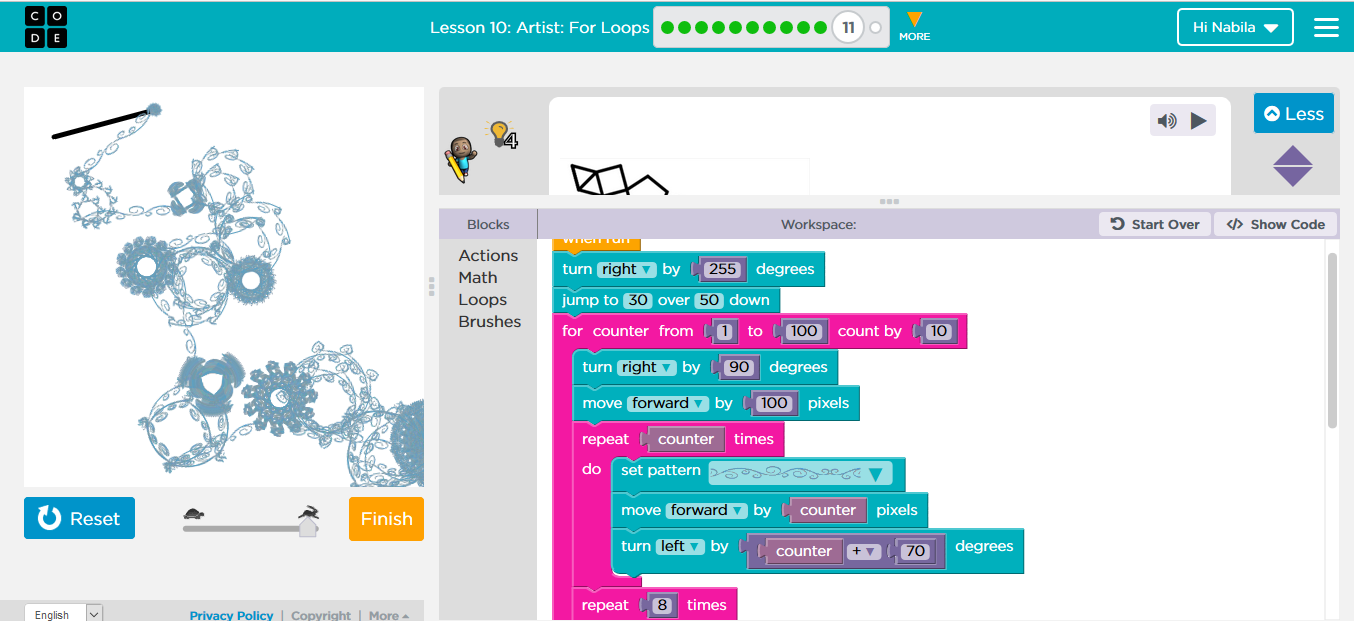 C O
D E
Lesson 10: Artist: For Loops
11
MORE
Hi Nabila
4
Less
Blocks
Workspace:
Start Over
</> Show Code
Actions
Math
Loops
Brushes
when run
turn right by 255 degrees
jump to 30 over 50 down
for counter from 1 to 100 count by 10
turn right by 90 degrees
move forward by 100 pixels
repeat counter times
do set pattern
move forward by counter pixels
turn left by counter + 70 degrees
repeat 8 times
Reset
Finish
English
Privacy Policy | Copyright | More